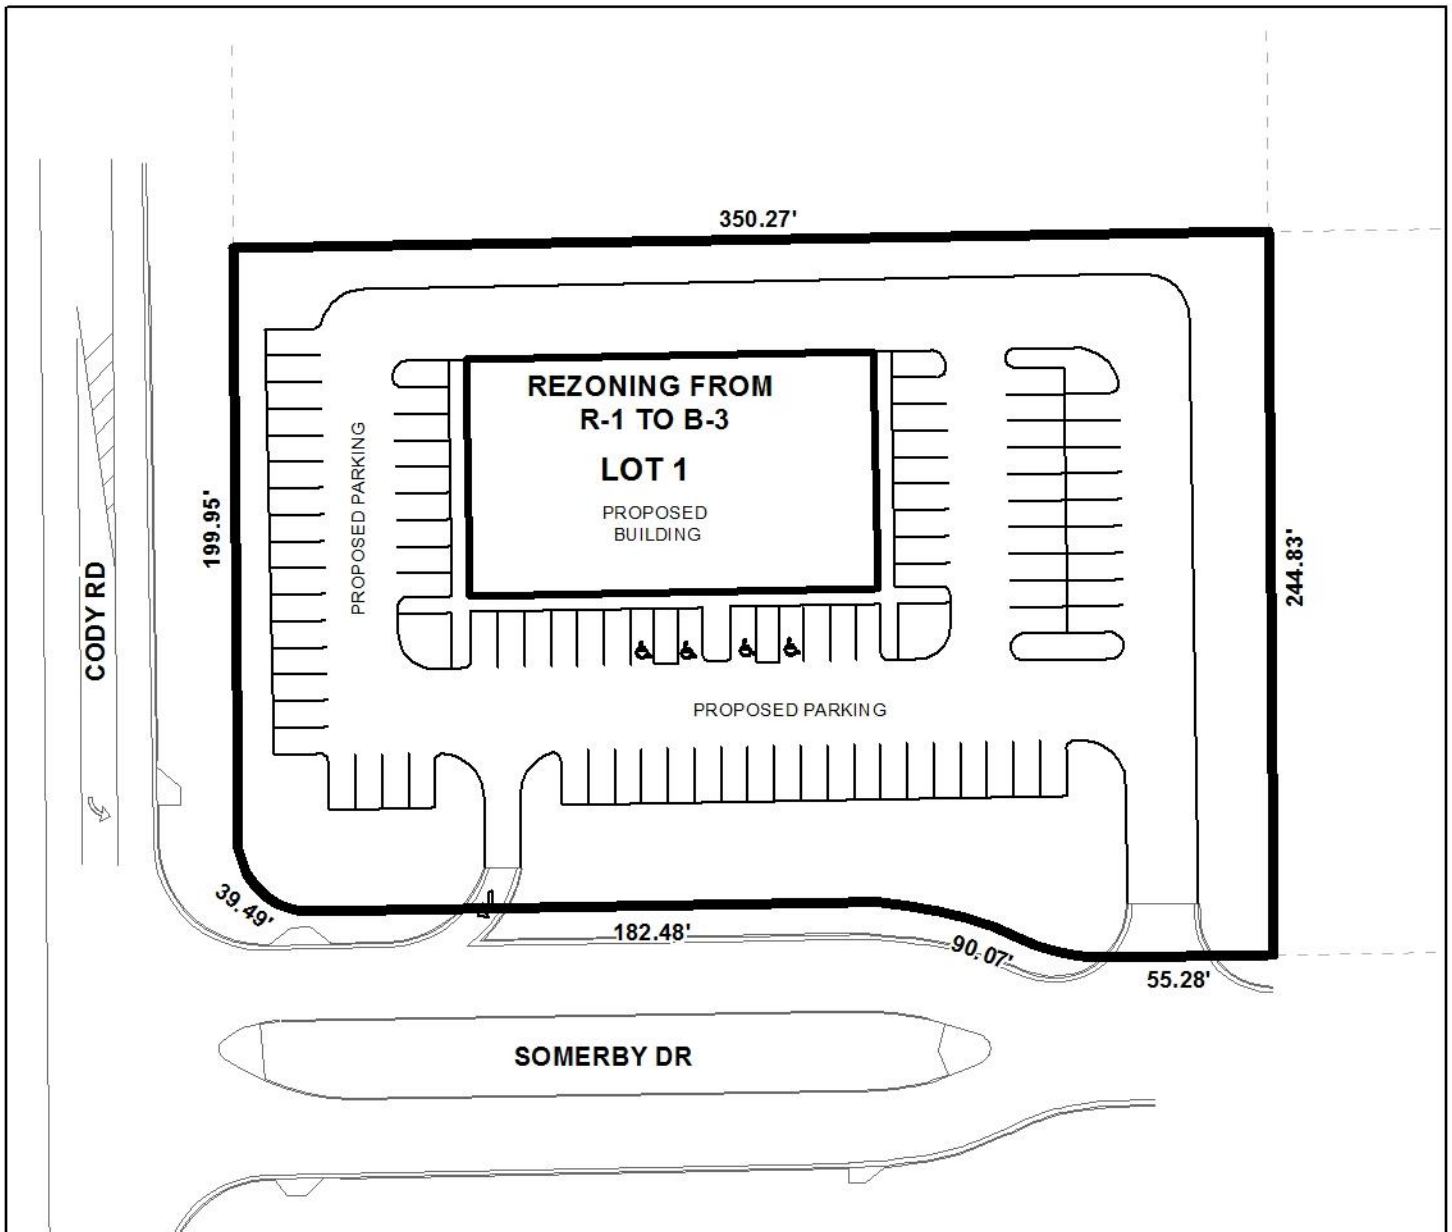 350.27'
REZONING FROM
R-1 TO B-3
LOT 1
PROPOSED
BUILDING
PROPOSED PARKING
199.95'
CODY RD
244.83'
PROPOSED PARKING
39.49'
182.48'
90.07'
55.28'
SOMERBY DR